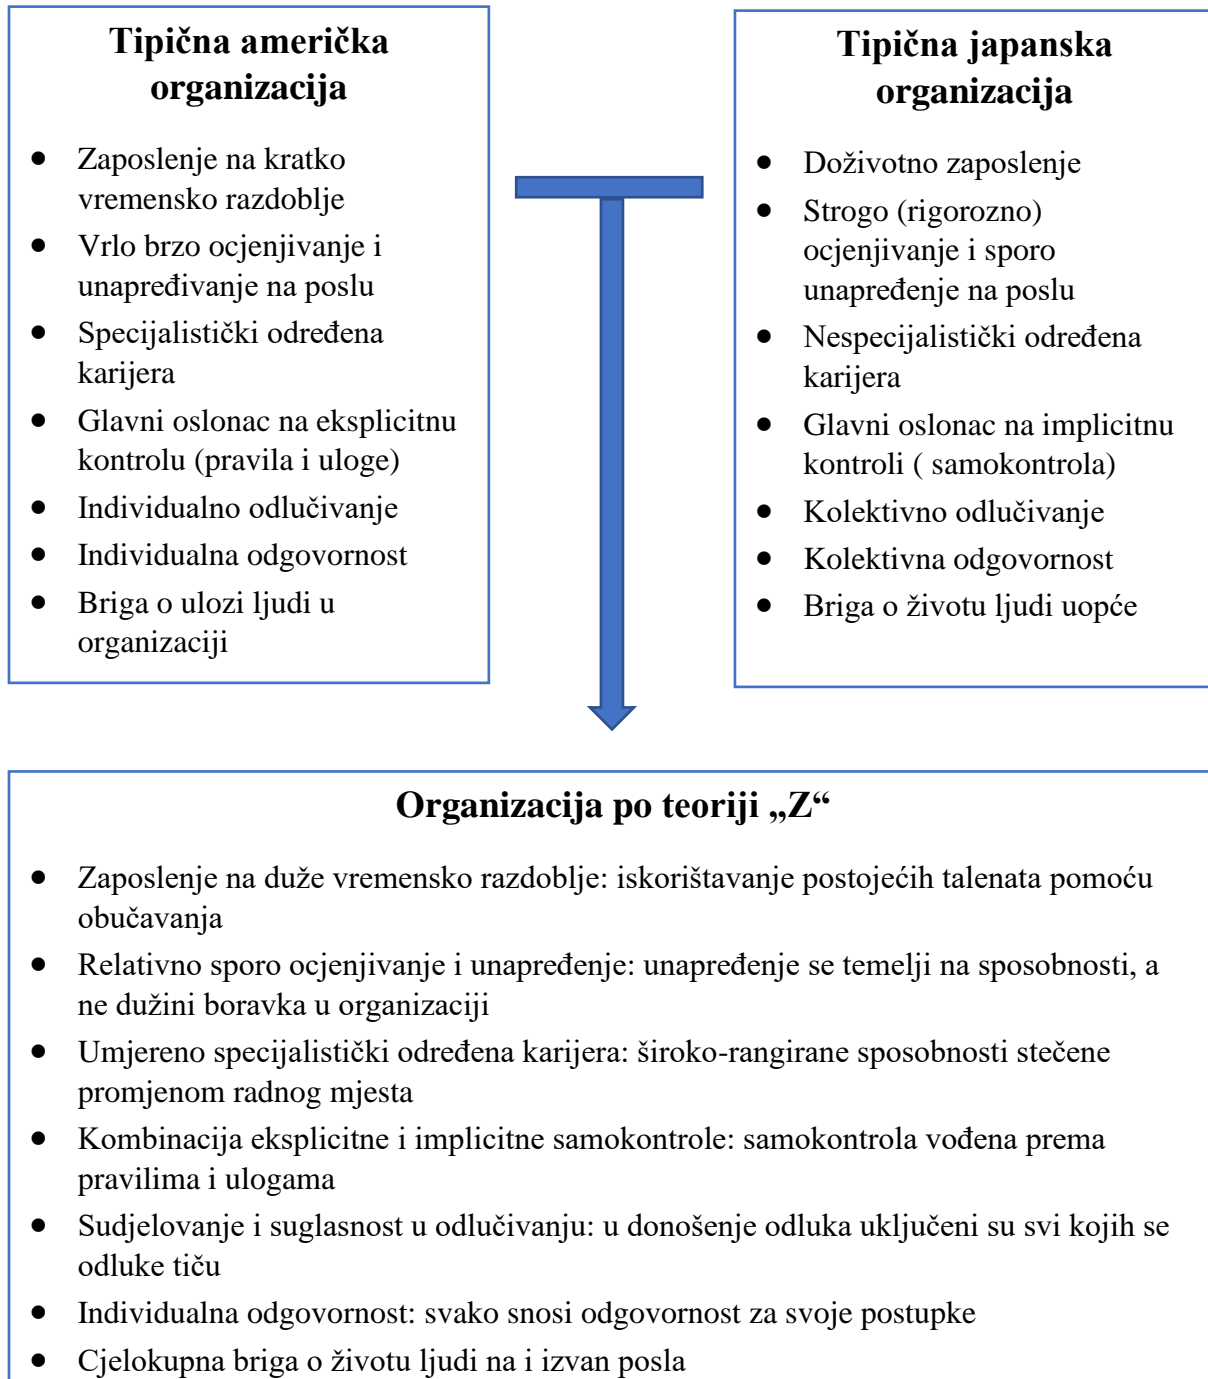 Tipična américka
organizacija
• Zaposlenje na kratko
vremensko razdoblje
• Vrlo brzo ocjenjivanje i
unapređivanje na poslu
• Specijalistički određena
karijera
• Glavni oslonac na eksplicitnu
kontrolu (pravila i uloge)
• Individualno odlučivanje
• Individualna odgovornost
• Briga o ulozi ljudi u
organizaciji
Tipična japanska
organizacija
• Doživotno zaposlenje
• Strogo (rigorozno)
ocjenjivanje i sporo
unapređenje na poslu
• Nespecijalistički određena
karijera
• Glavni oslonac na implicitnu
kontroli ( samokontrola)
• Kolektivno odlučivanje
• Kolektivna odgovornost
• Briga o životu ljudi uopće
Organizacija po teoriji „Z“
• Zaposlenje na duže vremensko razdoblje: iskorištavanje postojećih talenata pomoću
obučavanja
• Relativno sporo ocjenjivanje i unapređenje: unapređenje se temelji na sposobnosti, a
ne dužini boravka u organizaciji
• Umjereno specijalistički određena karijera: široko-rangirane sposobnosti stečene
promjenom radnog mjesta
• Kombinacija eksplicitne i implicitne samokontrole: samokontrola vođena prema
pravilima i ulogama
• Sudjelovanje i suglasnost u odlučivanju: u donošenje odluka uključeni su svi kojih se
odluke tiču
• Individualna odgovornost: svako snosi odgovornost za svoje postupke
• Cjelokupna briga o životu ljudi na i izvan posla